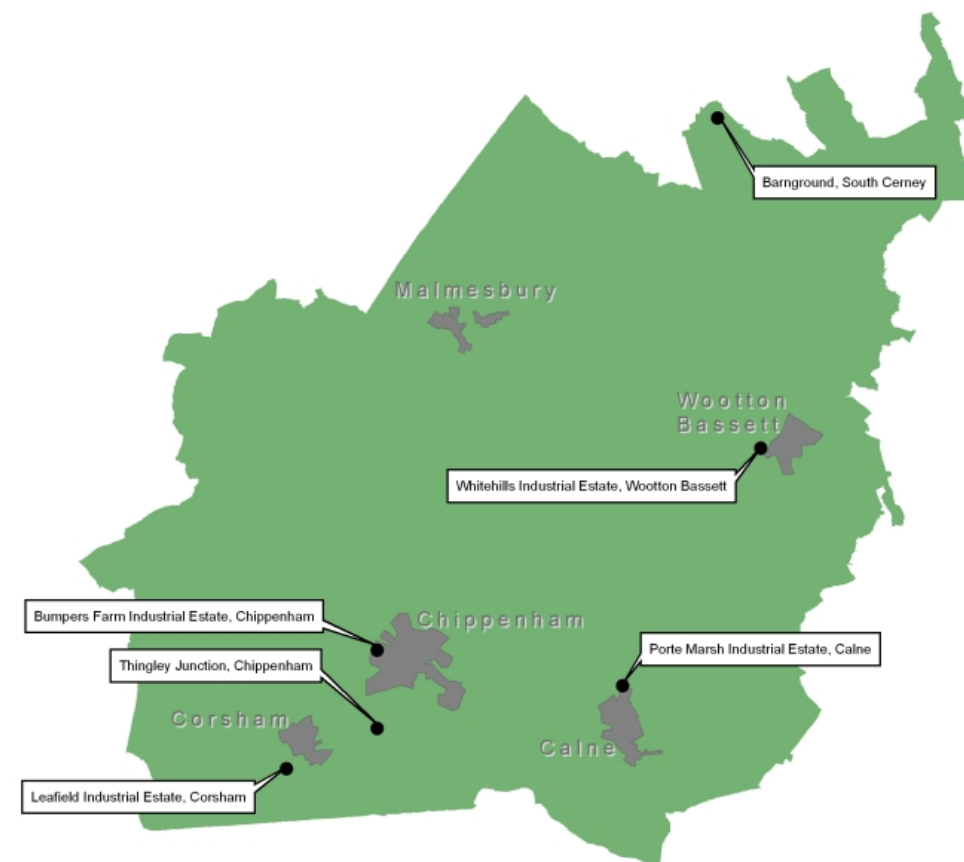 Barnground, South Cerney
Malmesbury
Wootton
Bassett
Whitehills Industrial Estate, Wootton Bassett
Bumpers Farm Industrial Estate, Chippenham
Chippenham
Thingley Junction, Chippenham
Porte Marsh Industrial Estate, Calne
Corsham
Calne
Leafield Industrial Estate, Corsham